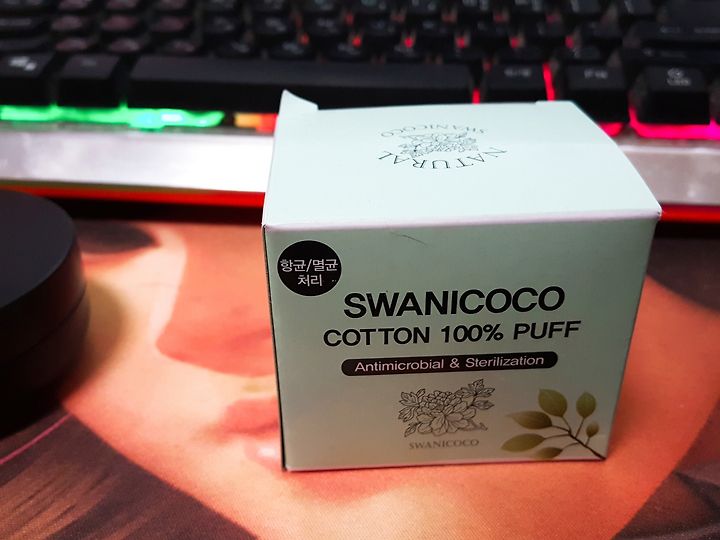 NATURAL
SWANICOCO
항균/멸균
처리
SWANICOCO
COTTON 100% PUFF
Antimicrobial & Sterilization
SWANICOCO